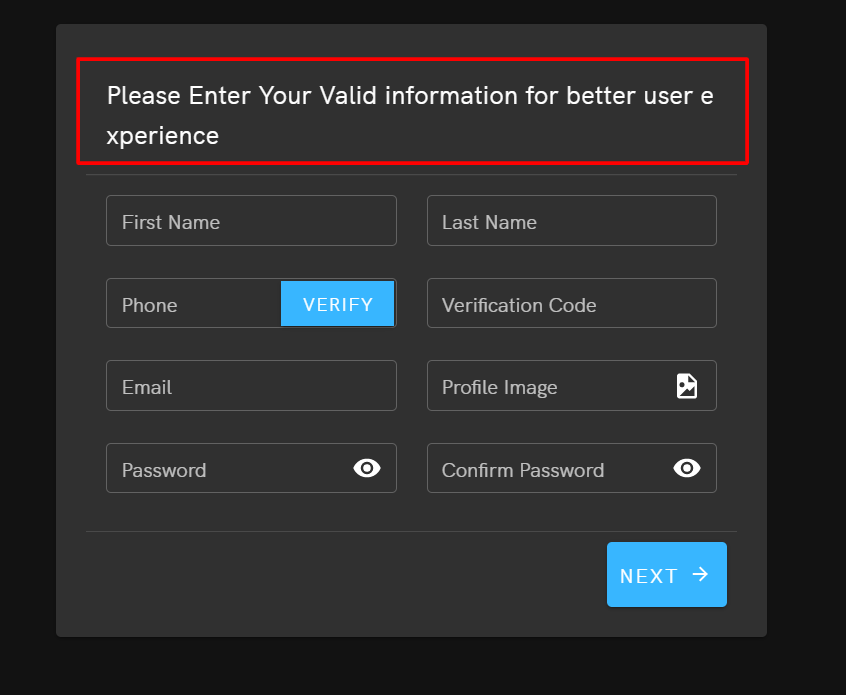 Please Enter Your Valid information for better user e
xperience
First Name
Last Name
Phone
VERIFY
Verification Code
Email
Profile Image
Password
Confirm Password
NEXT